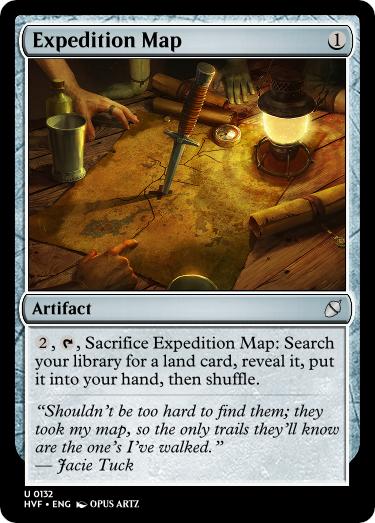 Expedition Map 1
Artifact
2, T, Sacrifice Expedition Map: Search
your library for a land card, reveal it, put
it into your hand, then shuffle.
"Shouldn't be too hard to find them; they
took my map, so the only trails they'll know
are the one's I've walked."
— Jacie Tuck
U 0132
HVF • ENG OPUS ARTZ